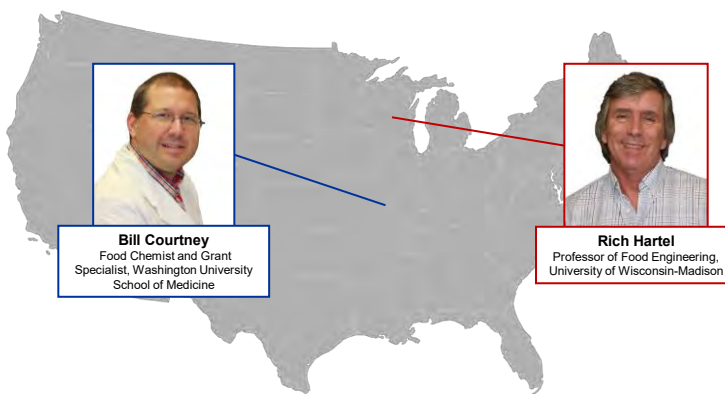 Bill Courtney
Food Chemist and Grant
Specialist, Washington University
School of Medicine
Rich Hartel
Professor of Food Engineering,
University of Wisconsin-Madison